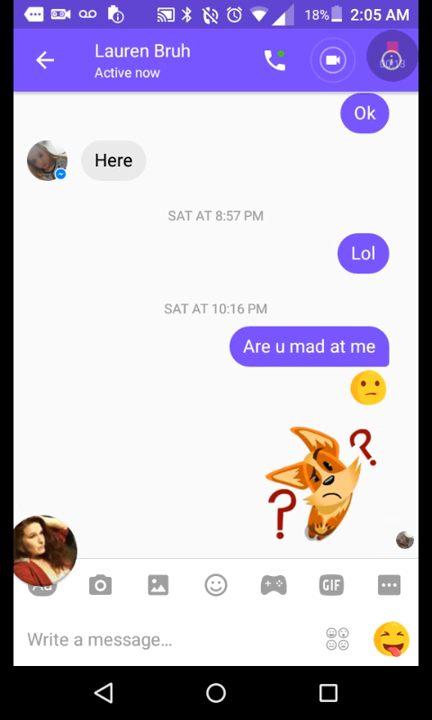 18% 2:05 AM
Lauren Bruh
Active now
Ok
Here
SAT AT 8:57 PM
Lol
SAT AT 10:16 PM
Are u mad at me
? ?
GIF
Write a message...